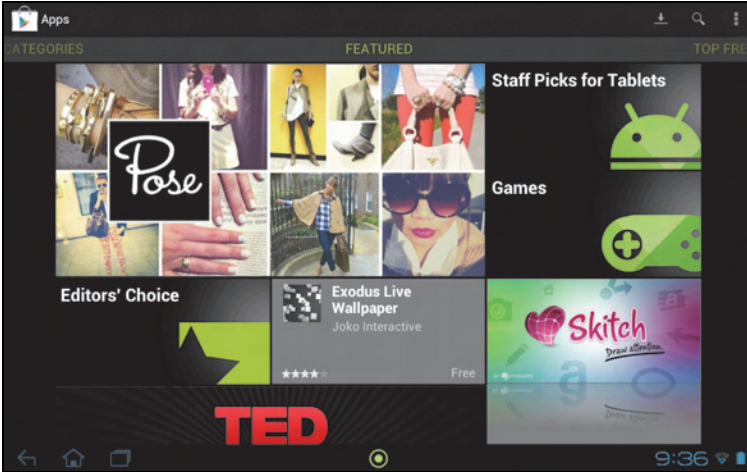 Apps
CATEGORIES
FEATURED
TOP FRE
Pose
Staff Picks for Tablets
Games
Editors' Choice
Exodus Live
Wallpaper
Joko Interactive
Free
Skitch
Draw attention.
TED
9:36